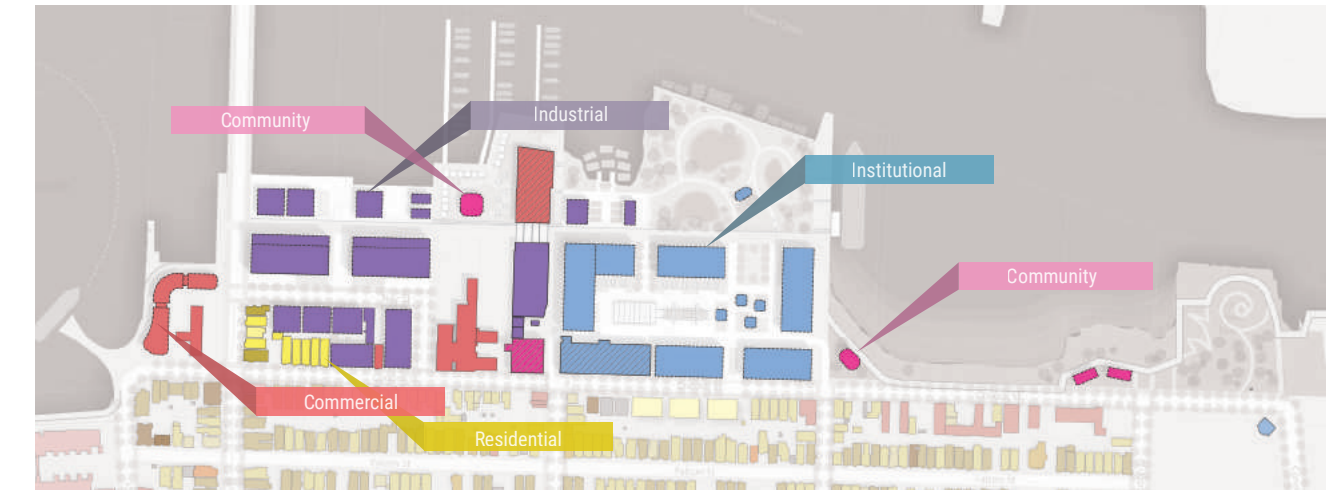 Community
Industrial
Institutional
Community
Commercial
Residential